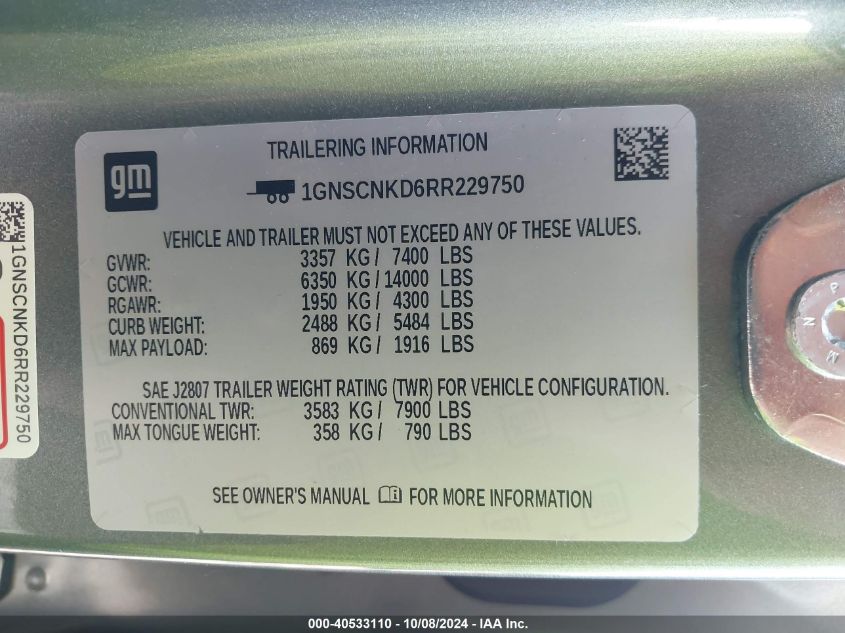 gm
TRAILERING INFORMATION
1GNSCNKD6RR229750
VEHICLE AND TRAILER MUST NOT EXCEED ANY OF THESE VALUES.
GVWR: 3357 KG / 7400 LBS
GCWR: 6350 KG / 14000 LBS
RGAWR: 1950 KG / 4300 LBS
CURB WEIGHT: 2488 KG / 5484 LBS
MAX PAYLOAD: 869 KG / 1916 LBS
SAE J2807 TRAILER WEIGHT RATING (TWR) FOR VEHICLE CONFIGURATION.
CONVENTIONAL TWR: 3583 KG / 7900 LBS
MAX TONGUE WEIGHT: 358 KG / 790 LBS
SEE OWNER'S MANUAL FOR MORE INFORMATION
1GNSCNKD6RR229750
P
N
M
000-40533110 - 10/08/2024 - IAA Inc.